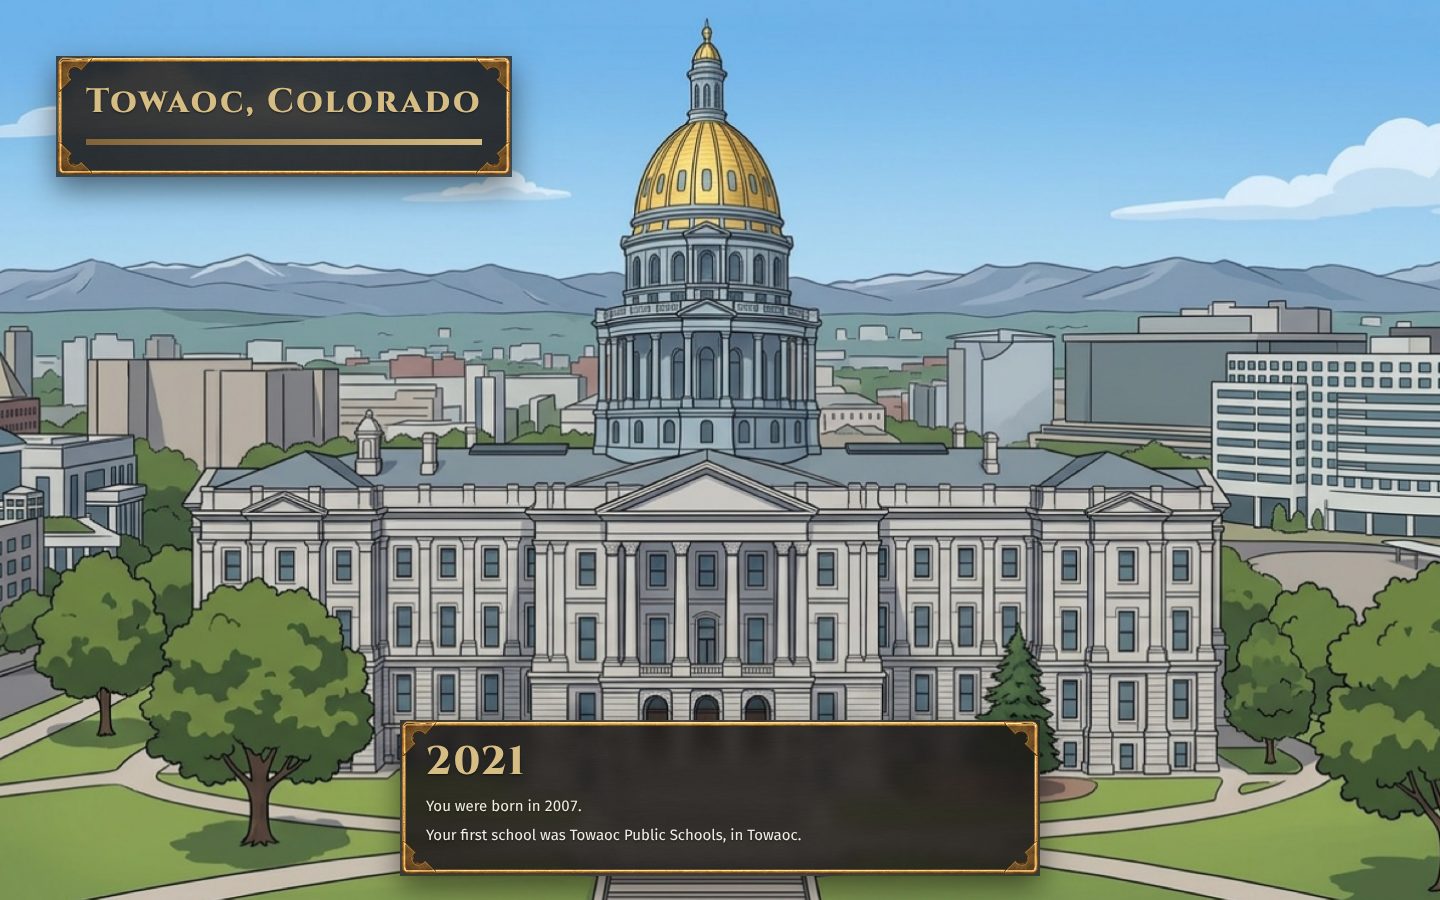 Towaoc, Colorado
2021
You were born in 2007.
Your first school was Towaoc Public Schools, in Towaoc.